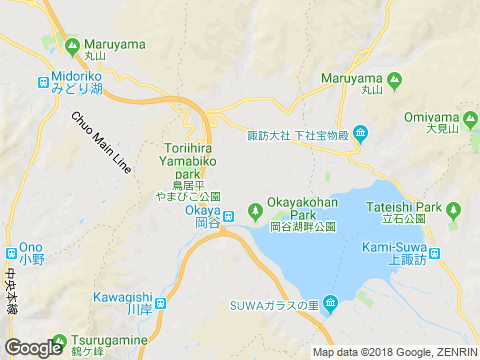 Maruyama
丸山
Midoriko
みどり湖
Chuo Main Line
Maruyama
丸山
Omiyama
大見山
諏訪大社 下社宝物殿
Toriihira
Yamabiko
park
鳥居平
やまびこ公園
Okaya
岡谷
Okayakohan
Park
岡谷湖畔公園
Tateishi Park
立石公園
Ono
小野
Kami-Suwa
上諏訪
中央本線
Kawagishi
川岸
SUWAガラスの里
Tsurugamine
鶴ケ峰
Google
Map data ©2018 Google, ZENRIN